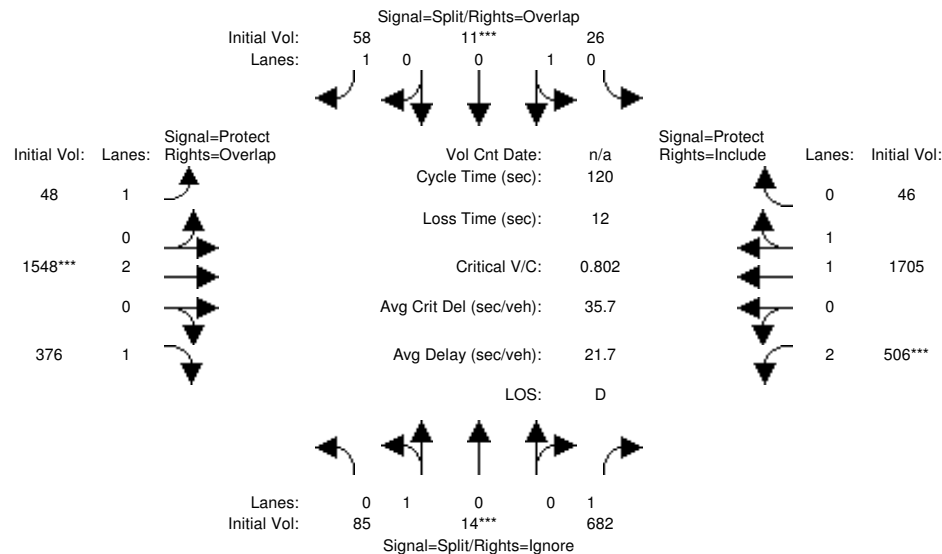 Signal=Split/Rights=Overlap
Initial Vol: 58 11*** 26
Lanes: 1 0 0 1 0
Signal=Protect
Initial Vol: Lanes: Rights=Overlap
Vol Cnt Date: n/a
Signal=Protect
Rights=Include Lanes: Initial Vol:
Cycle Time (sec): 120
48 1
0 46
Loss Time (sec): 12
0
1
1548*** 2
Critical V/C: 0.802
1 1705
0
Avg Crit Del (sec/veh): 35.7
0
376 1
Avg Delay (sec/veh): 21.7
2 506***
LOS: D
Lanes: 0 1 0 0 1
Initial Vol: 85 14*** 682
Signal=Split/Rights=Ignore